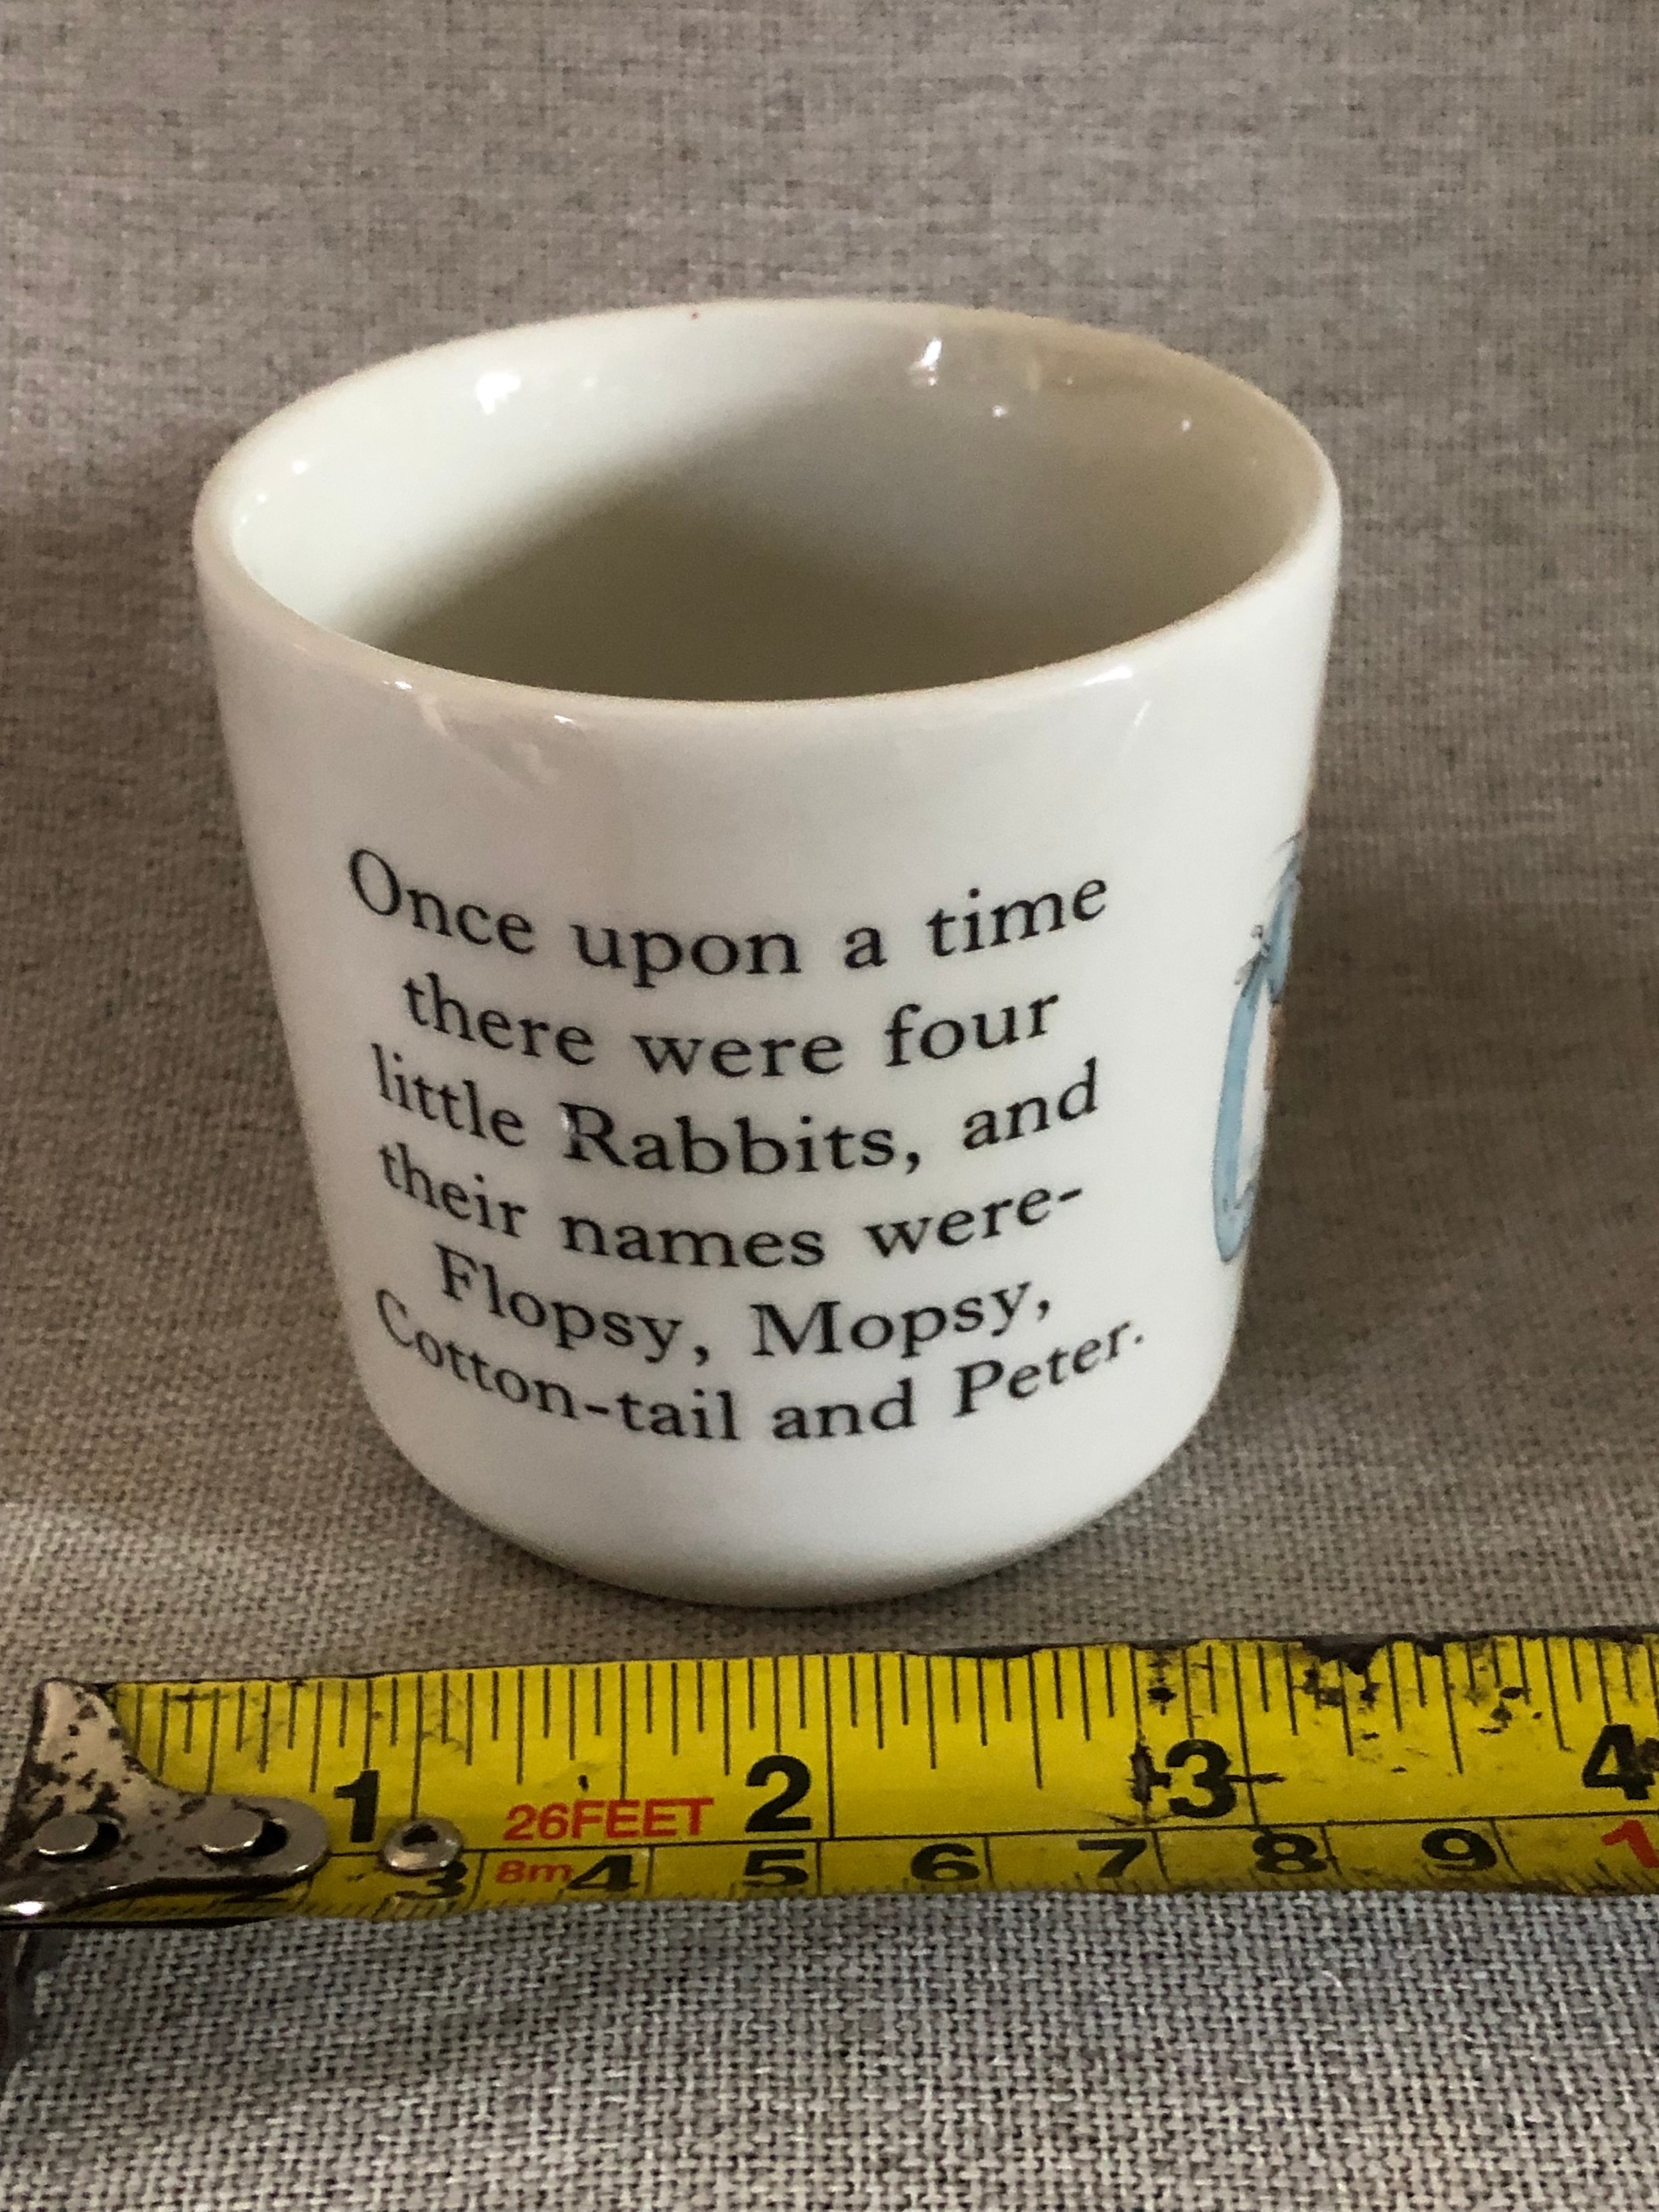 Once upon a time
there were four
little Rabbits, and
their names were-
Flopsy, Mopsy,
Cotton-tail and Peter.
1 26FEET 2 3 4
3 8m 4 5 6 7 8 9 1